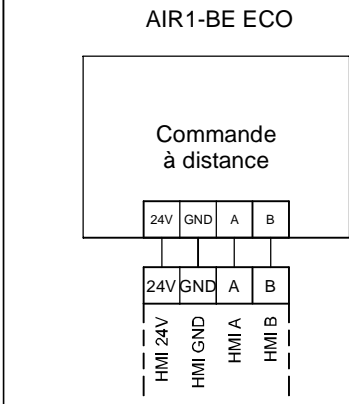 AIR1-BE ECO
Commande
à distance
24V GND A B
24V GND A B
HMI 24V
HMI GND
HMI A
HMI B